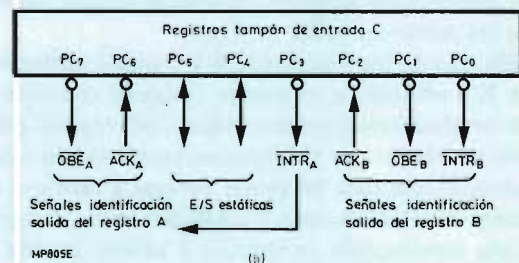 Registros tampón de entrada C
PC7 PC6 PC5 PC4 PC3 PC2 PC1 PC0
OBEA ACKA INTRA ACKB OBEB INTRB
Señales identificación salida del registro A
E/S estáticas
Señales identificación salida del registro B
MP805E
(b)